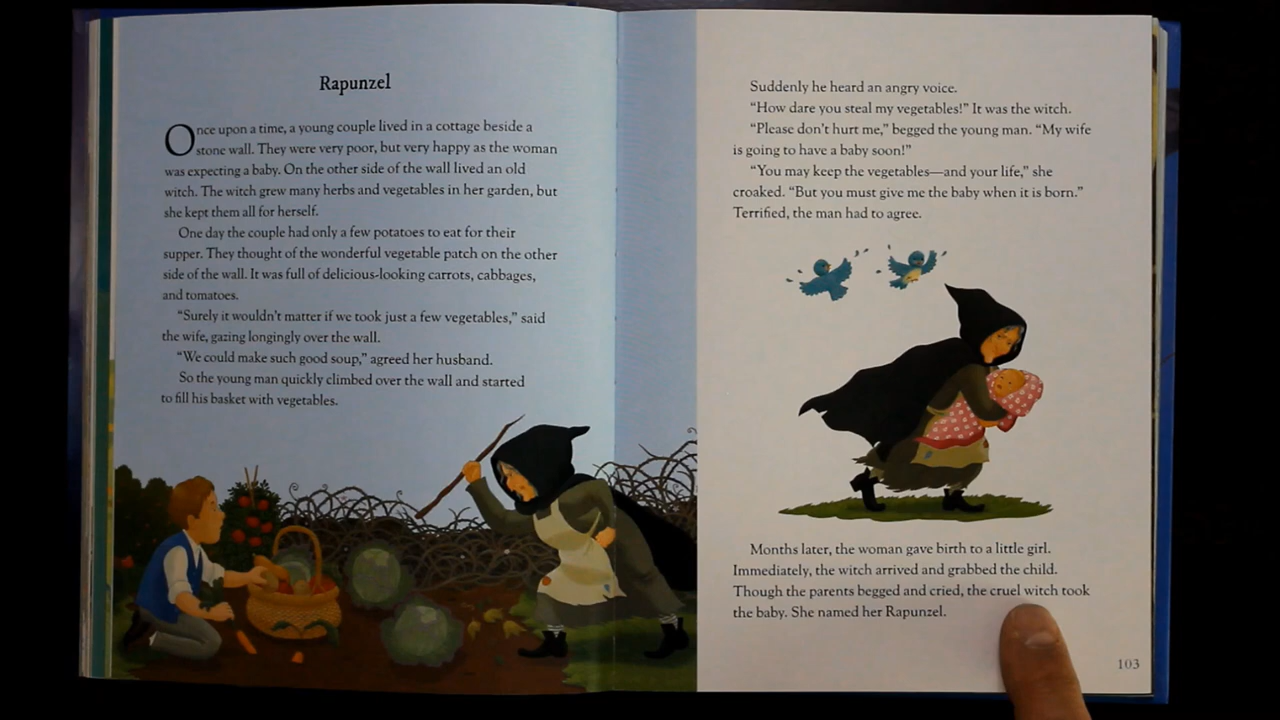 Rapunzel
Once upon a time, a young couple lived in a cottage beside a
stone wall. They were very poor, but very happy as the woman
was expecting a baby. On the other side of the wall lived an old
witch. The witch grew many herbs and vegetables in her garden, but
she kept them all for herself.
One day the couple had only a few potatoes to eat for their
supper. They thought of the wonderful vegetable patch on the other
side of the wall. It was full of delicious-looking carrots, cabbages,
and tomatoes.
“Surely it wouldn’t matter if we took just a few vegetables,” said
the wife, gazing longingly over the wall.
“We could make such good soup,” agreed her husband.
So the young man quickly climbed over the wall and started
to fill his basket with vegetables.
Suddenly he heard an angry voice.
“How dare you steal my vegetables!” It was the witch.
“Please don’t hurt me,” begged the young man. “My wife
is going to have a baby soon!”
“You may keep the vegetables—and your life,” she
croaked. “But you must give me the baby when it is born.”
Terrified, the man had to agree.
Months later, the woman gave birth to a little girl.
Immediately, the witch arrived and grabbed the child.
Though the parents begged and cried, the cruel witch took
the baby. She named her Rapunzel.
103